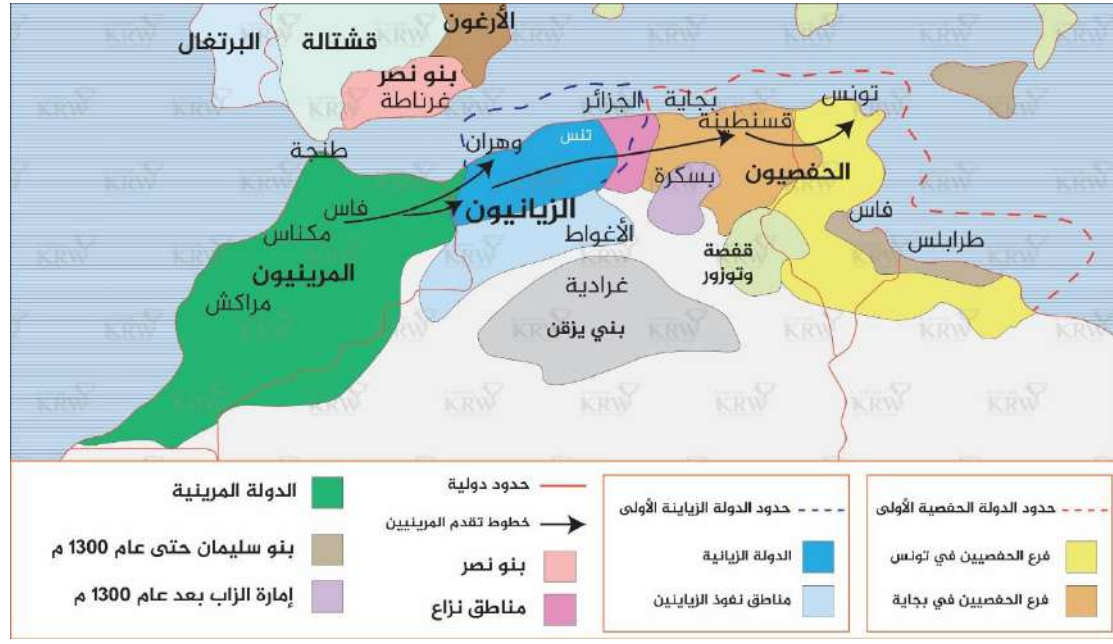 الأرغون
قشتالة
البرتغال
بنو نصر
غرناطة
تونس
بجاية
الجزائر
قسنطينة
تنس
وهران
طنجة
الحفصيون
بسكرة
الزيانيون
فاس
فاس
الأغواط
مكناس
طرابلس
قفصة
وتوزور
المرينيون
غرادية
مراكش
بني يزقن
KRW
حدود الدولة الحفصية الأولى
فرع الحفصيين في تونس
فرع الحفصيين في بجاية
حدود الدولة الزياينة الأولى
الدولة الزيانية
مناطق نفوذ الزياينين
حدود دولية
خطوط تقدم المرينيين
بنو نصر
مناطق نزاع
الدولة المرينية
بنو سليمان حتى عام 1300 م
إمارة الزاب بعد عام 1300 م